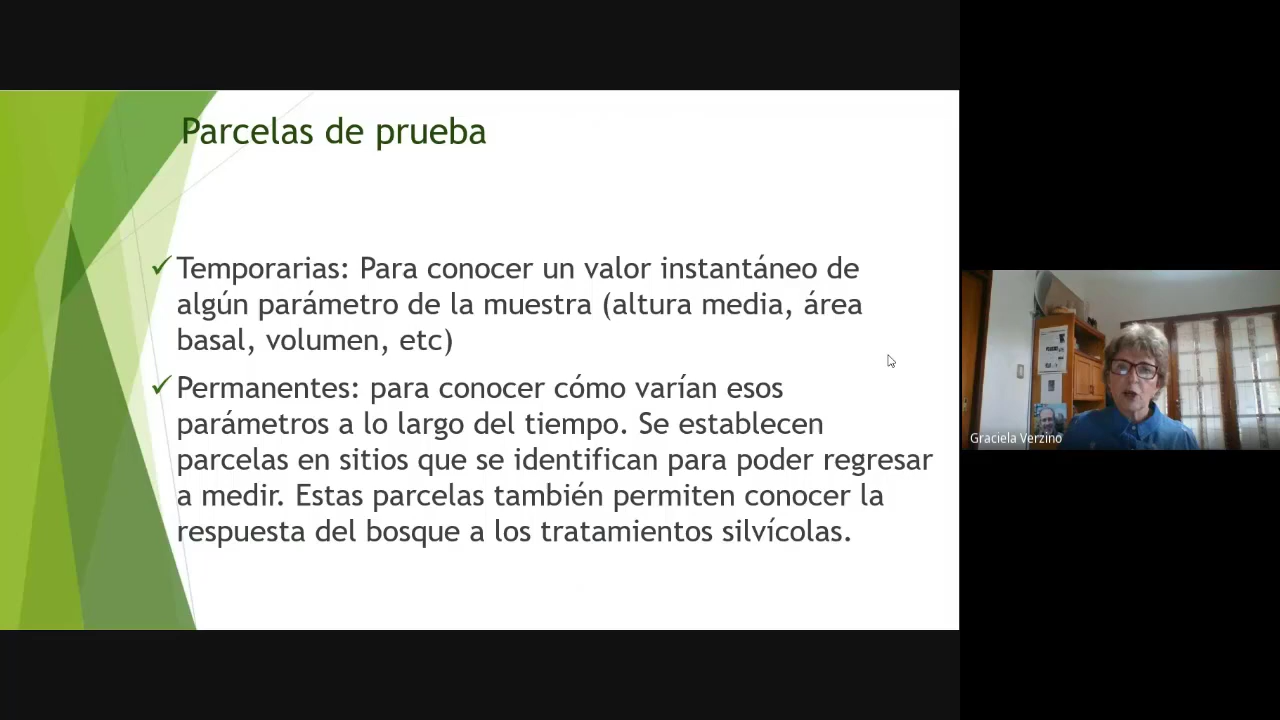 Parcelas de prueba
✓Temporarias: Para conocer un valor instantáneo de
algún parámetro de la muestra (altura media, área
basal, volumen, etc)
✓Permanentes: para conocer cómo varían esos
parámetros a lo largo del tiempo. Se establecen
parcelas en sitios que se identifican para poder regresar
a medir. Estas parcelas también permiten conocer la
respuesta del bosque a los tratamientos silvícolas.
Graciela Verzino